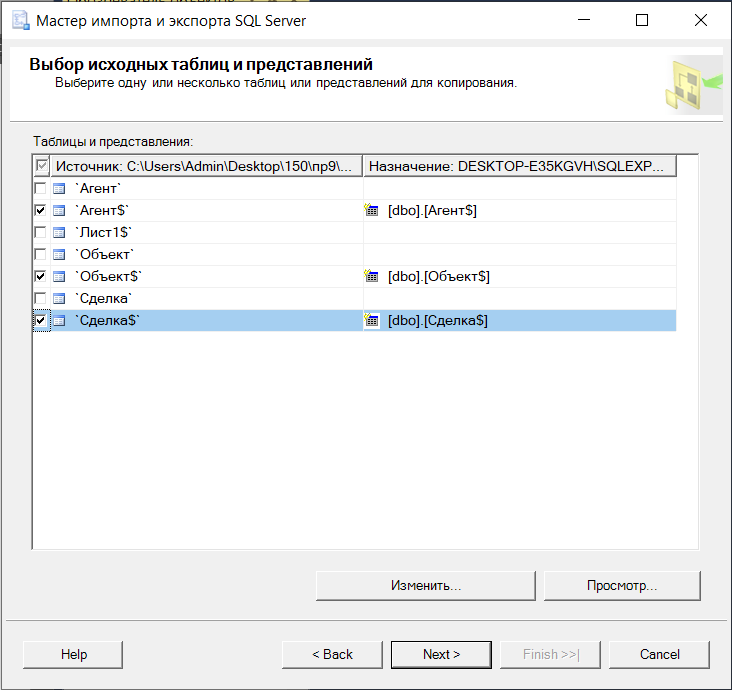 Мастер импорта и экспорта SQL Server
Выбор исходных таблиц и представлений
Выберите одну или несколько таблиц или представлений для копирования.
Таблицы и представления:
Источник: C:\Users\Admin\Desktop\150\пр9\... Назначение: DESKTOP-E35KGVH\SQLEXP...
`Агент`
`Агент$` [dbo].[Агент$]
`Лист1$`
`Объект`
`Объект$` [dbo].[Объект$]
`Сделка`
`Сделка$` [dbo].[Сделка$]
Изменить... Просмотр...
Help < Back Next > Finish >>| Cancel